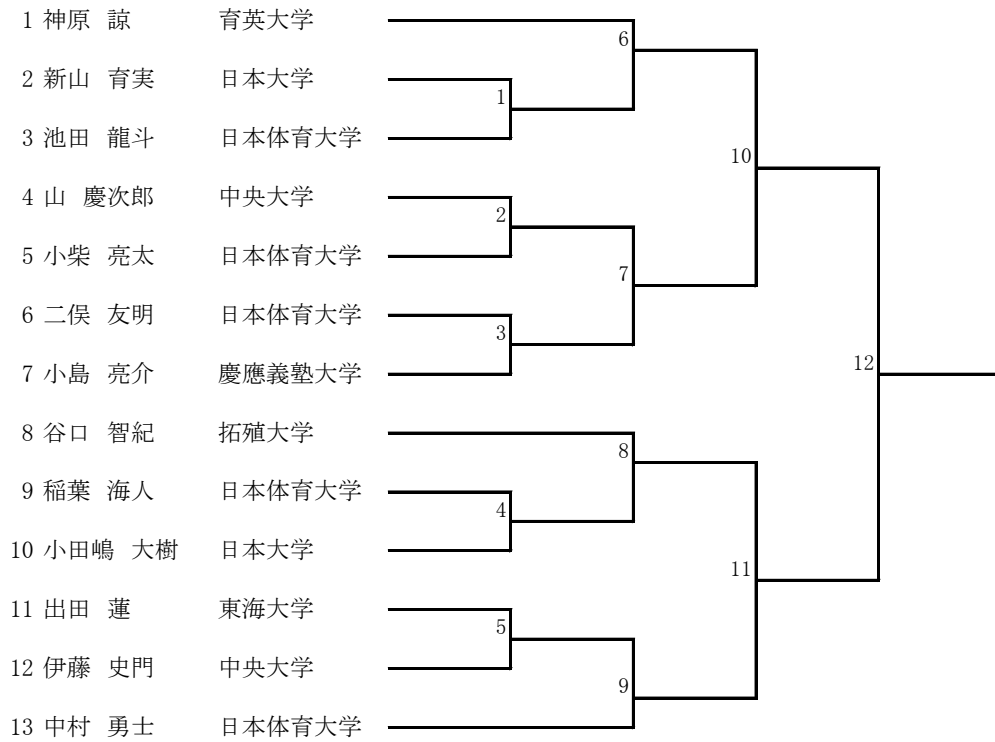 1 神原 諒 育英大学
6
2 新山 育実 日本大学
1
3 池田 龍斗 日本体育大学
10
4 山 慶次郎 中央大学
2
5 小柴 亮太 日本体育大学
7
6 二俣 友明 日本体育大学
3
12
7 小島 亮介 慶應義塾大学
8 谷口 智紀 拓殖大学
8
9 稲葉 海人 日本体育大学
4
10 小田嶋 大樹 日本大学
11
11 出田 蓮 東海大学
5
12 伊藤 史門 中央大学
9
13 中村 勇士 日本体育大学